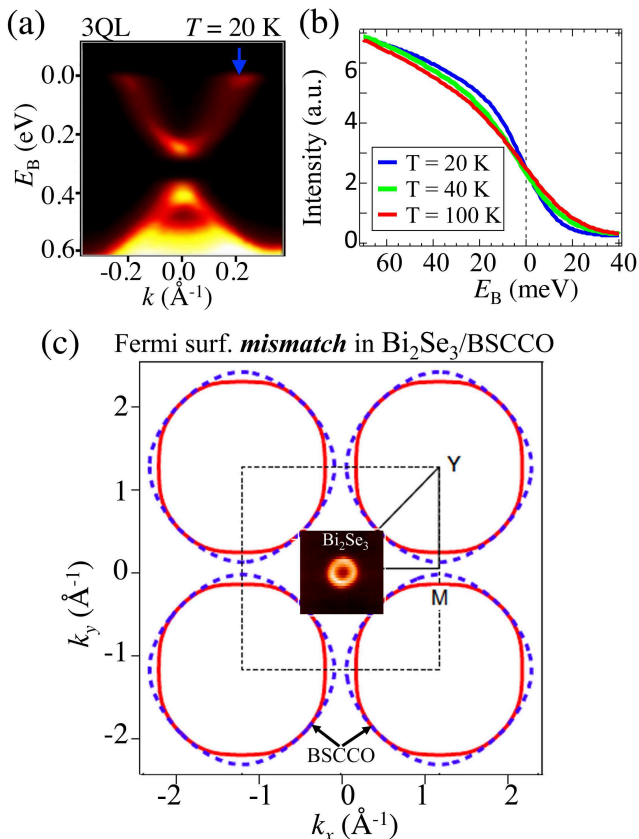 (a) 3QL T = 20 K
E_B (eV)
0.0
0.2
0.4
0.6
-0.2 0.0 0.2
k (Å⁻¹)
(b)
Intensity (a.u.)
6
4
2
0
T = 20 K
T = 40 K
T = 100 K
60 40 20 0 20 40
E_B (meV)
(c) Fermi surf. mismatch in Bi₂Se₃/BSCCO
k_y (Å⁻¹)
2
1
0
-1
-2
Y
Bi₂Se₃
M
BSCCO
-2 -1 0 1 2
k_x (Å⁻¹)